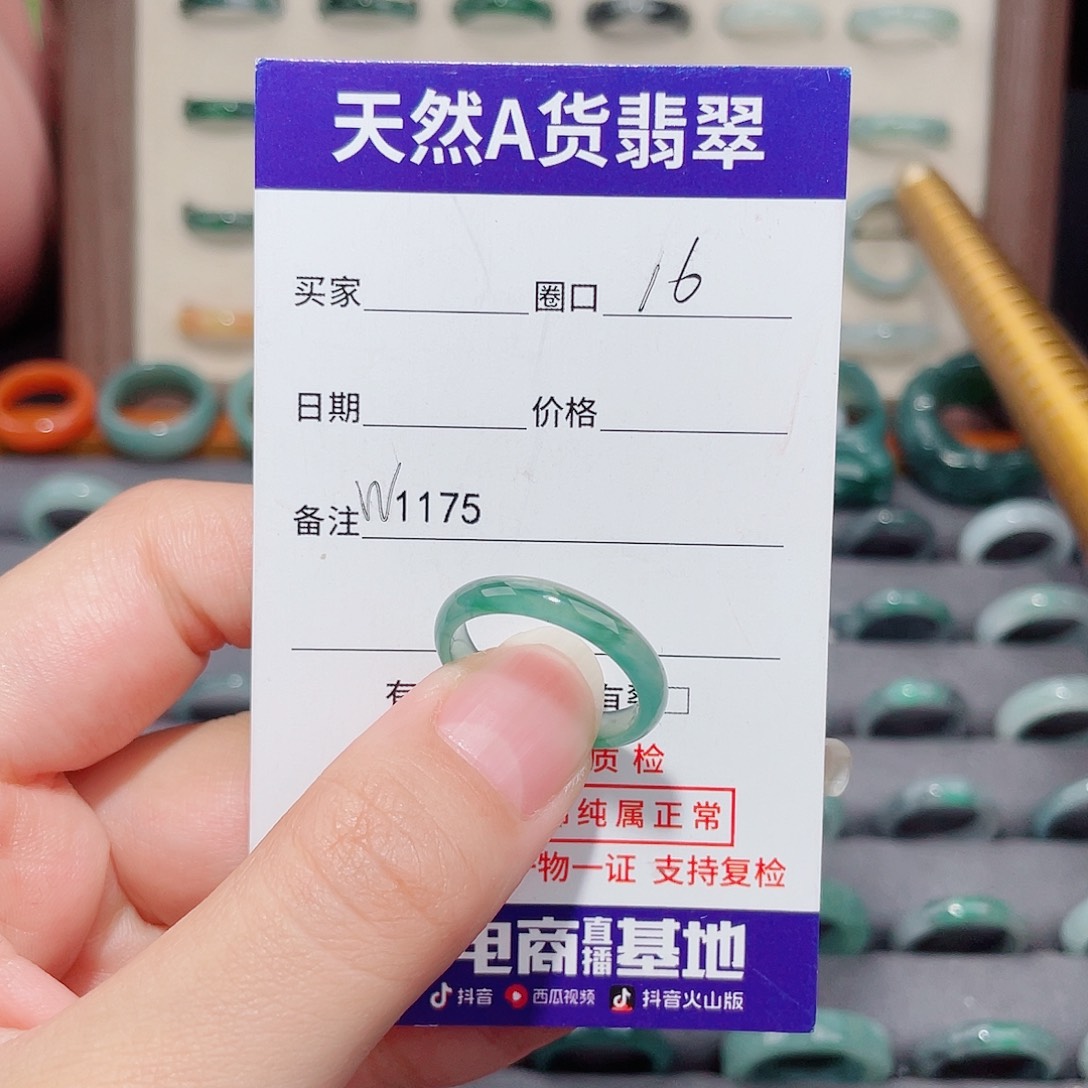 天然A货翡翠
买家 圈口 16
日期 价格
备注 W1175
有
质检
纯属正常
物一证 支持复检
电商直播基地
抖音 西瓜视频 抖音火山版